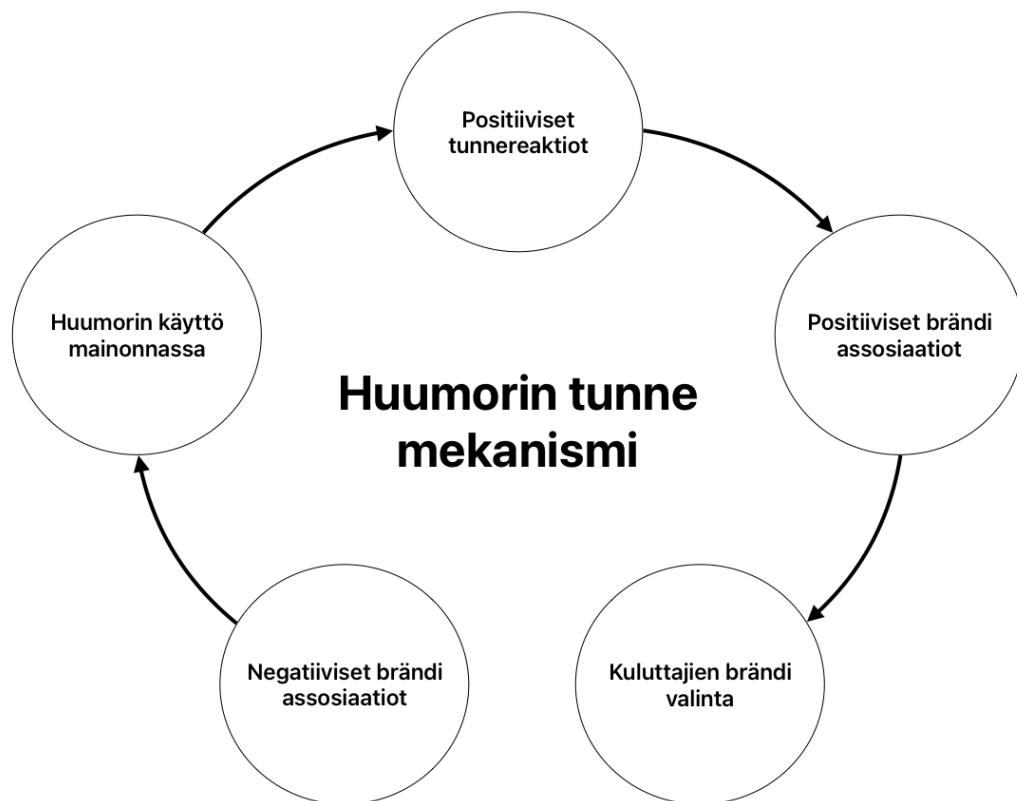 Positiiviset
tunnereaktiot
Huumorin käyttö
mainonnassa
Positiiviset brändi
assosiaatiot
Huumorin tunne
mekanismi
Negatiiviset brändi
assosiaatiot
Kuluttajien brändi
valinta